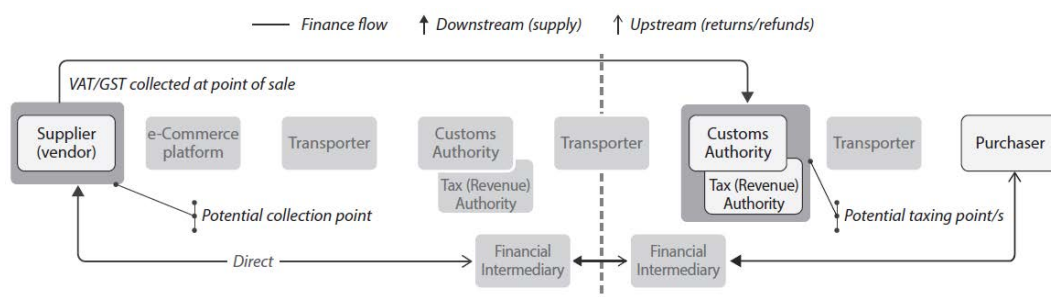 Finance flow
Downstream (supply)
Upstream (returns/refunds)
VAT/GST collected at point of sale
Supplier
(vendor)
e-Commerce
platform
Transporter
Customs
Authority
Tax (Revenue)
Authority
Transporter
Customs
Authority
Tax (Revenue)
Authority
Transporter
Purchaser
Potential collection point
Potential taxing point/s
Direct
Financial
Intermediary
Financial
Intermediary